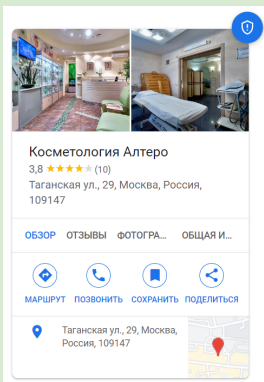 Косметология Алтеро
3,8 (10)
Таганская ул., 29, Москва, Россия,
109147
ОБЗОР ОТЗЫВЫ ФОТОГРА... ОБЩАЯ И...
МАРШРУТ ПОЗВОНИТЬ СОХРАНИТЬ ПОДЕЛИТЬСЯ
Таганская ул., 29, Москва,
Россия, 109147